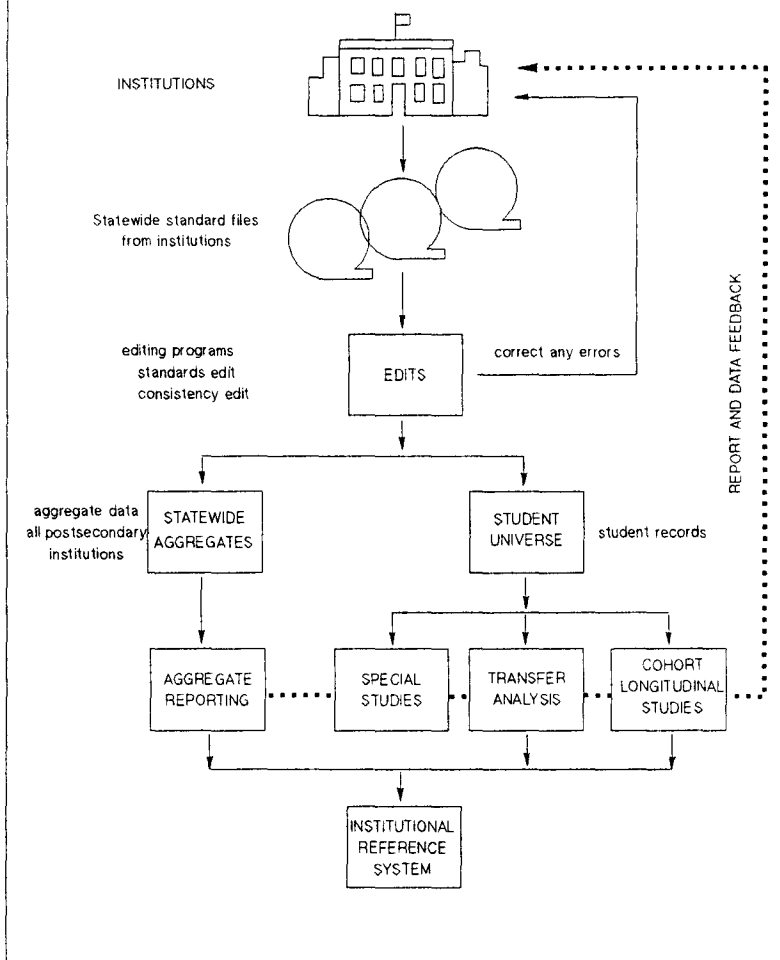 INSTITUTIONS
Statewide standard files
from institutions
editing programs
standards edit
consistency edit
EDITS
correct any errors
REPORT AND DATA FEEDBACK
aggregate data
all postsecondary
institutions
STATEWIDE
AGGREGATES
STUDENT
UNIVERSE
student records
AGGREGATE
REPORTING
SPECIAL
STUDIES
TRANSFER
ANALYSIS
COHORT
LONGITUDINAL
STUDIES
INSTITUTIONAL
REFERENCE
SYSTEM